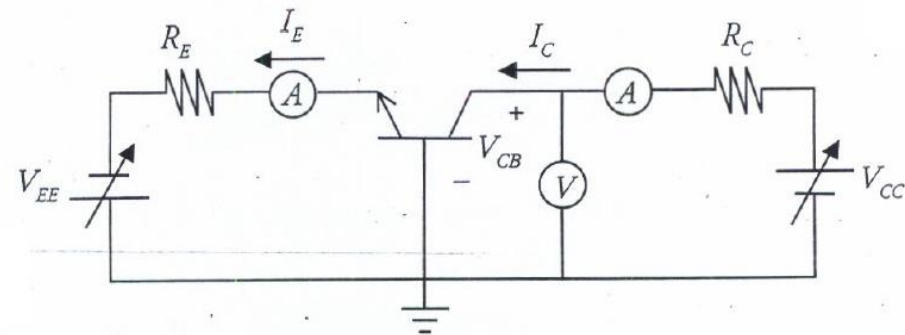 I_E
I_C
R_E
R_C
A
A
+
V_CB
−
V_EE
V
V_CC